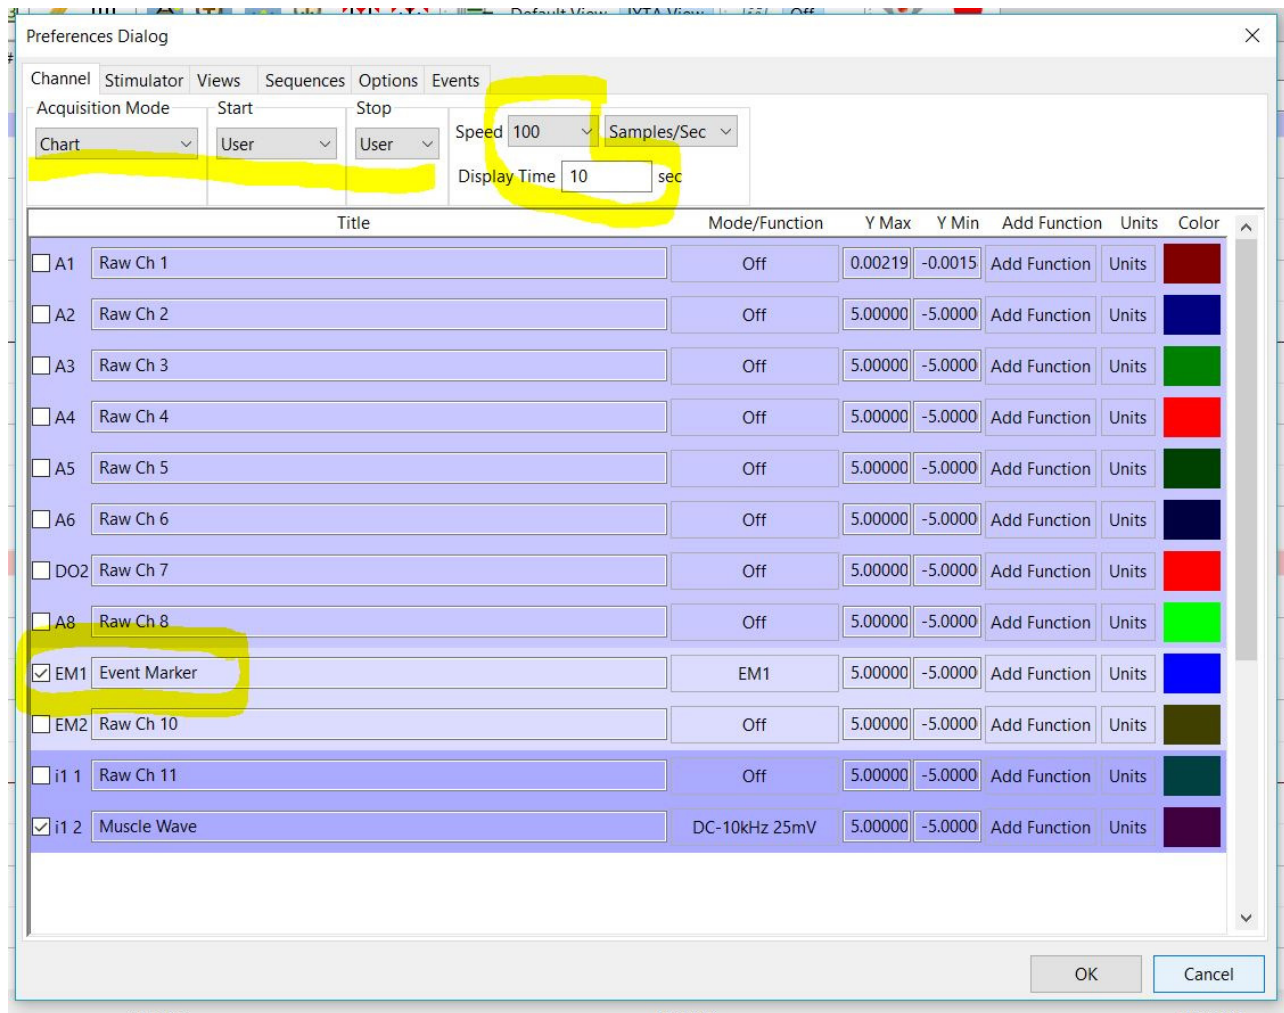 Default View IXTA View Off
Preferences Dialog
Channel Stimulator Views Sequences Options Events
Acquisition Mode Start Stop
Speed 100 Samples/Sec
Chart User User
Display Time 10 sec
Title Mode/Function Y Max Y Min Add Function Units Color
A1 Raw Ch 1 Off 0.00219 -0.0015 Add Function Units
A2 Raw Ch 2 Off 5.00000 -5.0000 Add Function Units
A3 Raw Ch 3 Off 5.00000 -5.0000 Add Function Units
A4 Raw Ch 4 Off 5.00000 -5.0000 Add Function Units
A5 Raw Ch 5 Off 5.00000 -5.0000 Add Function Units
A6 Raw Ch 6 Off 5.00000 -5.0000 Add Function Units
DO2 Raw Ch 7 Off 5.00000 -5.0000 Add Function Units
A8 Raw Ch 8 Off 5.00000 -5.0000 Add Function Units
EM1 Event Marker EM1 5.00000 -5.0000 Add Function Units
EM2 Raw Ch 10 Off 5.00000 -5.0000 Add Function Units
i1 1 Raw Ch 11 Off 5.00000 -5.0000 Add Function Units
i1 2 Muscle Wave DC-10kHz 25mV 5.00000 -5.0000 Add Function Units
OK Cancel